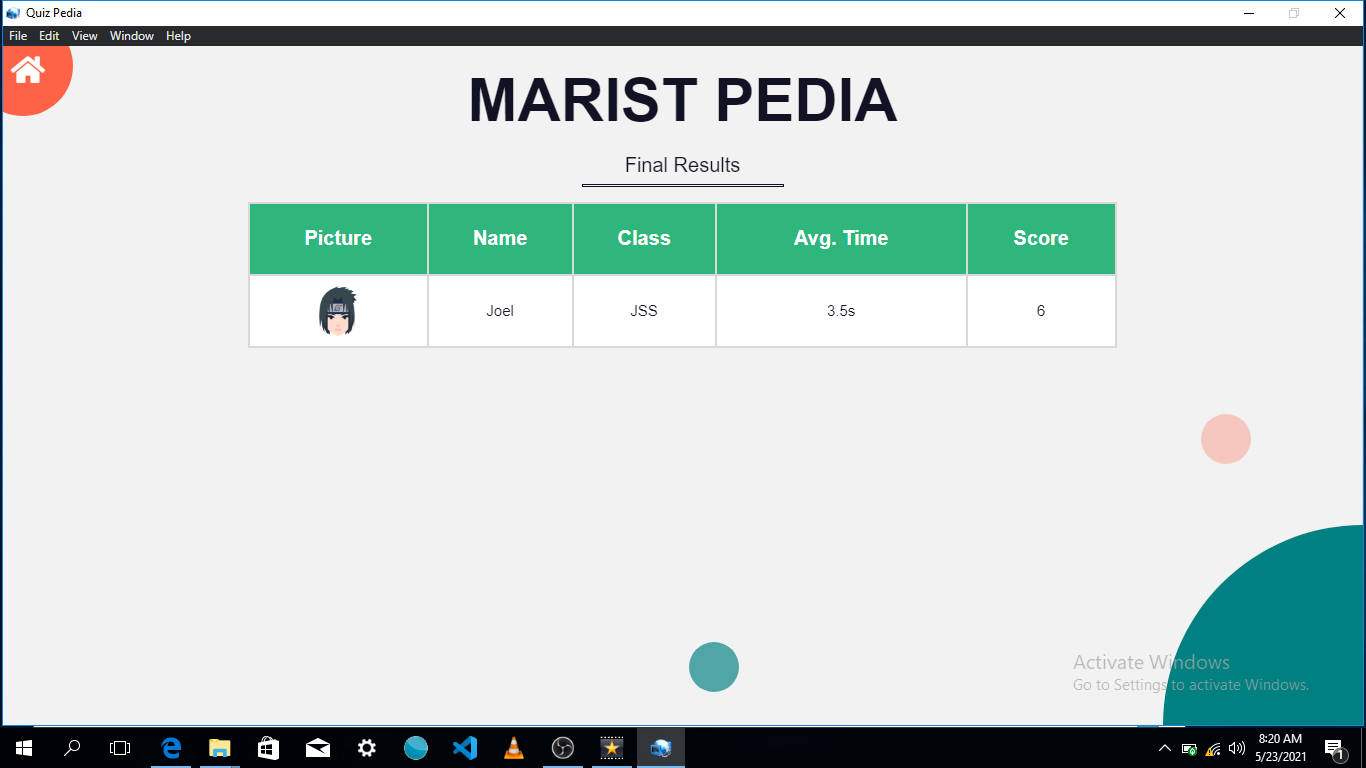 Quiz Pedia
File Edit View Window Help
MARIST PEDIA
Final Results
Picture Name Class Avg. Time Score
Joel JSS 3.5s 6
Activate Windows
Go to Settings to activate Windows.
8:20 AM
5/23/2021
1